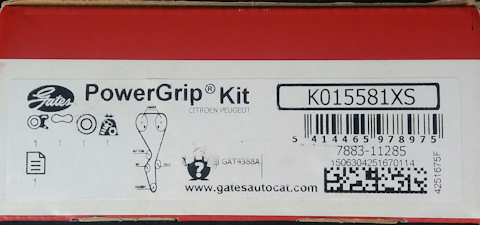 Gates
PowerGrip® Kit
CITROEN PEUGEOT
K015581XS
5 414465 978975
7883-11285
1506304251670114
4251675F
1 1 1 1
1
GAT4388A
?
www.gatesautocat.com